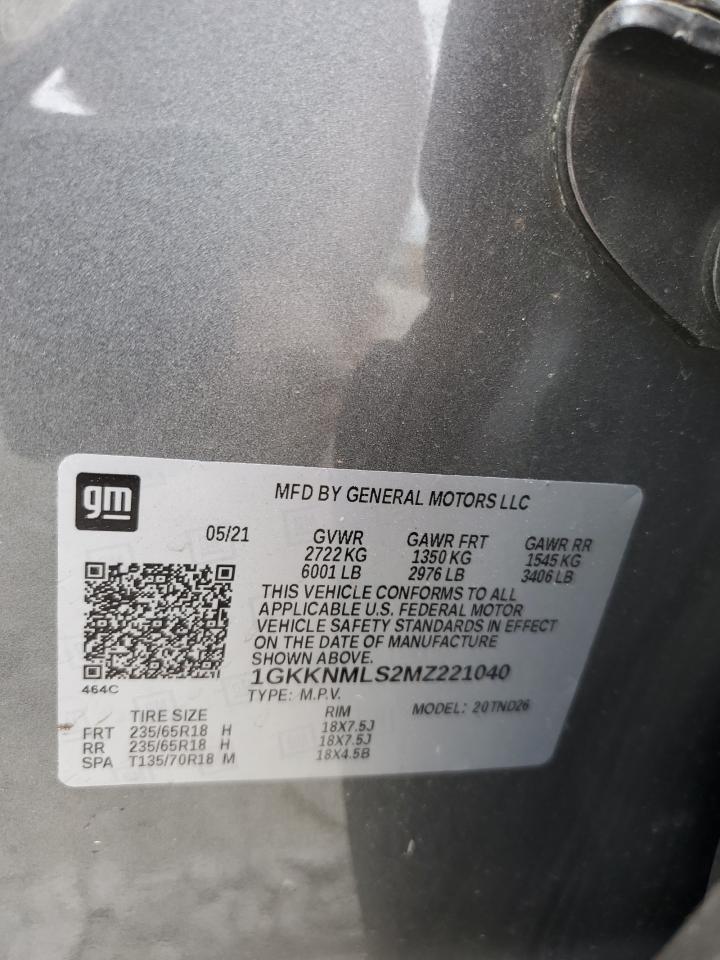 gm
MFD BY GENERAL MOTORS LLC
05/21 GVWR GAWR FRT GAWR RR
2722 KG 1350 KG 1545 KG
6001 LB 2976 LB 3406 LB
THIS VEHICLE CONFORMS TO ALL
APPLICABLE U.S. FEDERAL MOTOR
VEHICLE SAFETY STANDARDS IN EFFECT
ON THE DATE OF MANUFACTURE
SHOWN ABOVE.
464C
1GKKNMLS2MZ221040
TYPE: M.P.V. MODEL: 20TND26
TIRE SIZE RIM
FRT 235/65R18 H 18X7.5J
RR 235/65R18 H 18X7.5J
SPA T135/70R18 M 18X4.5B